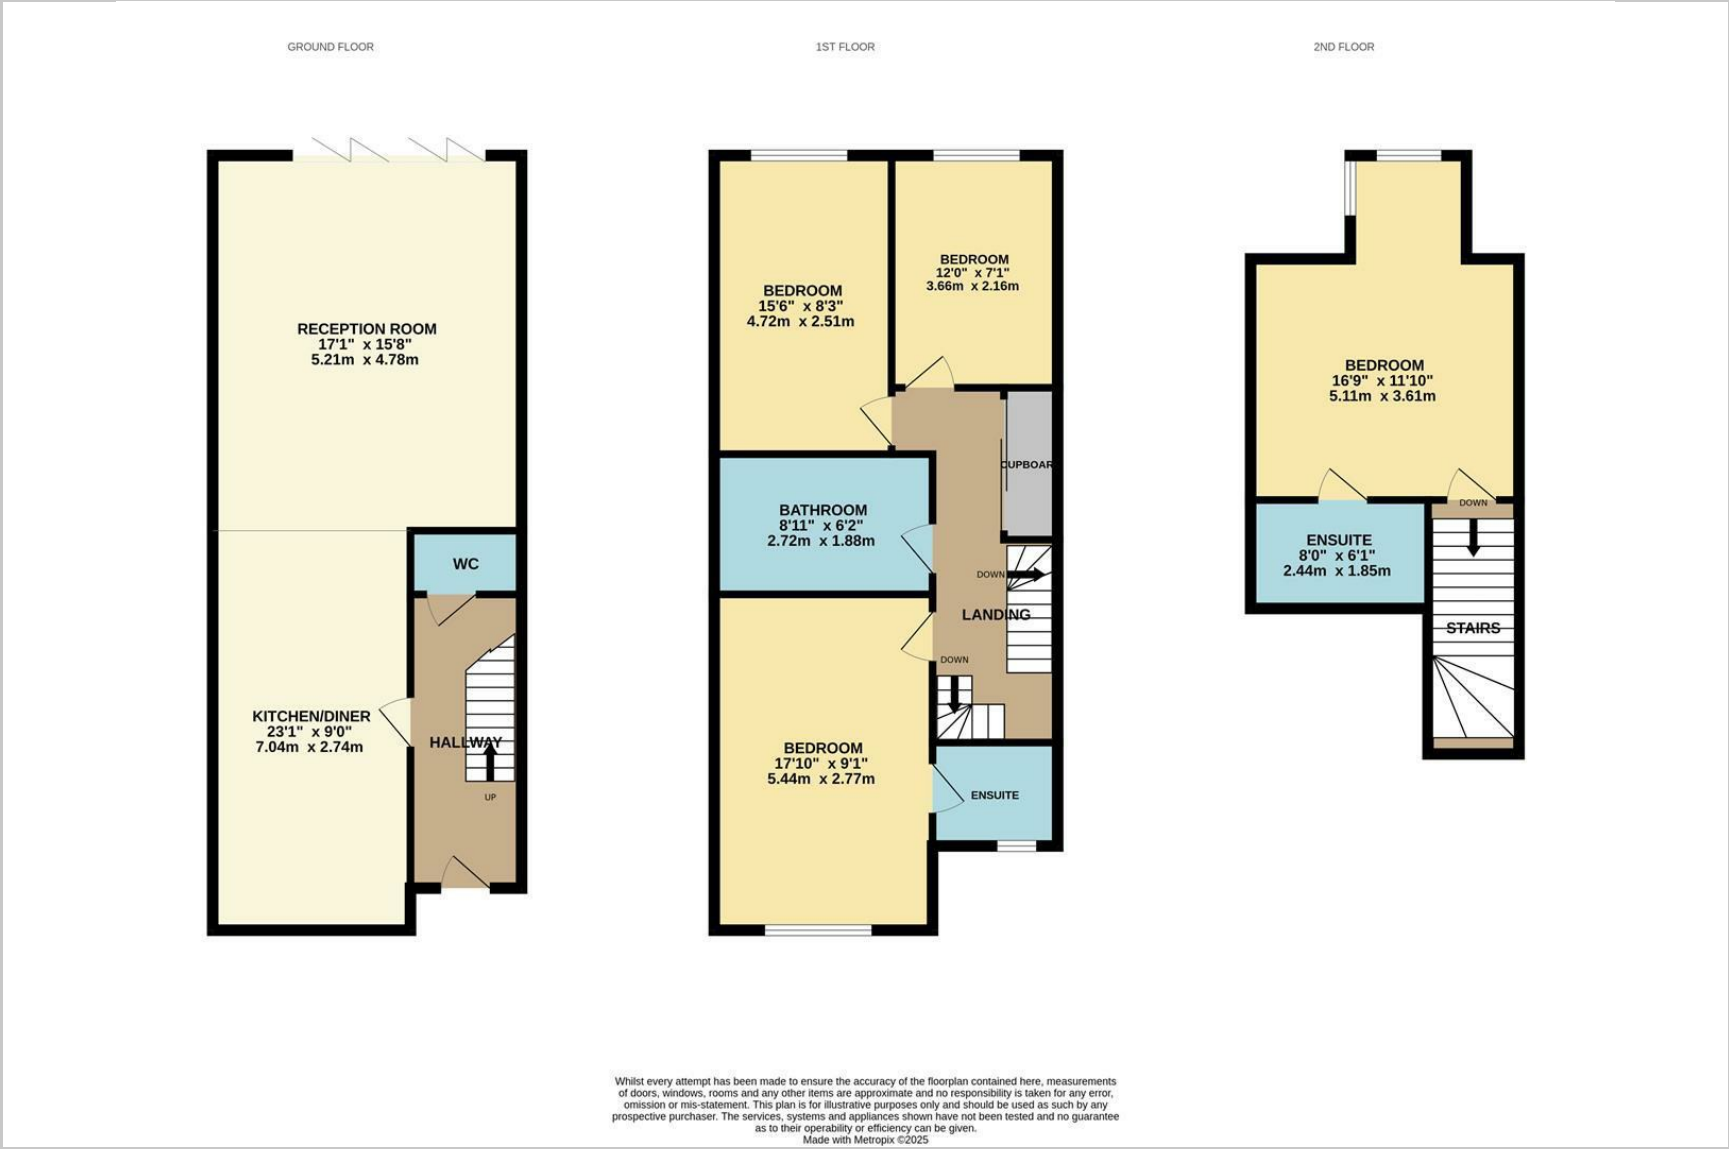 GROUND FLOOR
1ST FLOOR
2ND FLOOR
RECEPTION ROOM
17'1" x 15'8"
5.21m x 4.78m
WC
KITCHEN/DINER
23'1" x 9'0"
7.04m x 2.74m
HALLWAY
UP
BEDROOM
15'6" x 8'3"
4.72m x 2.51m
BEDROOM
12'0" x 7'1"
3.66m x 2.16m
CUPBOAR
BATHROOM
8'11" x 6'2"
2.72m x 1.88m
DOWN
LANDING
DOWN
BEDROOM
17'10" x 9'1"
5.44m x 2.77m
ENSUITE
BEDROOM
16'9" x 11'10"
5.11m x 3.61m
DOWN
ENSUITE
8'0" x 6'1"
2.44m x 1.85m
STAIRS
Whilst every attempt has been made to ensure the accuracy of the floorplan contained here, measurements
of doors, windows, rooms and any other items are approximate and no responsibility is taken for any error,
omission or mis-statement. This plan is for illustrative purposes only and should be used as such by any
prospective purchaser. The services, systems and appliances shown have not been tested and no guarantee
as to their operability or efficiency can be given.
Made with Metropix ©2025